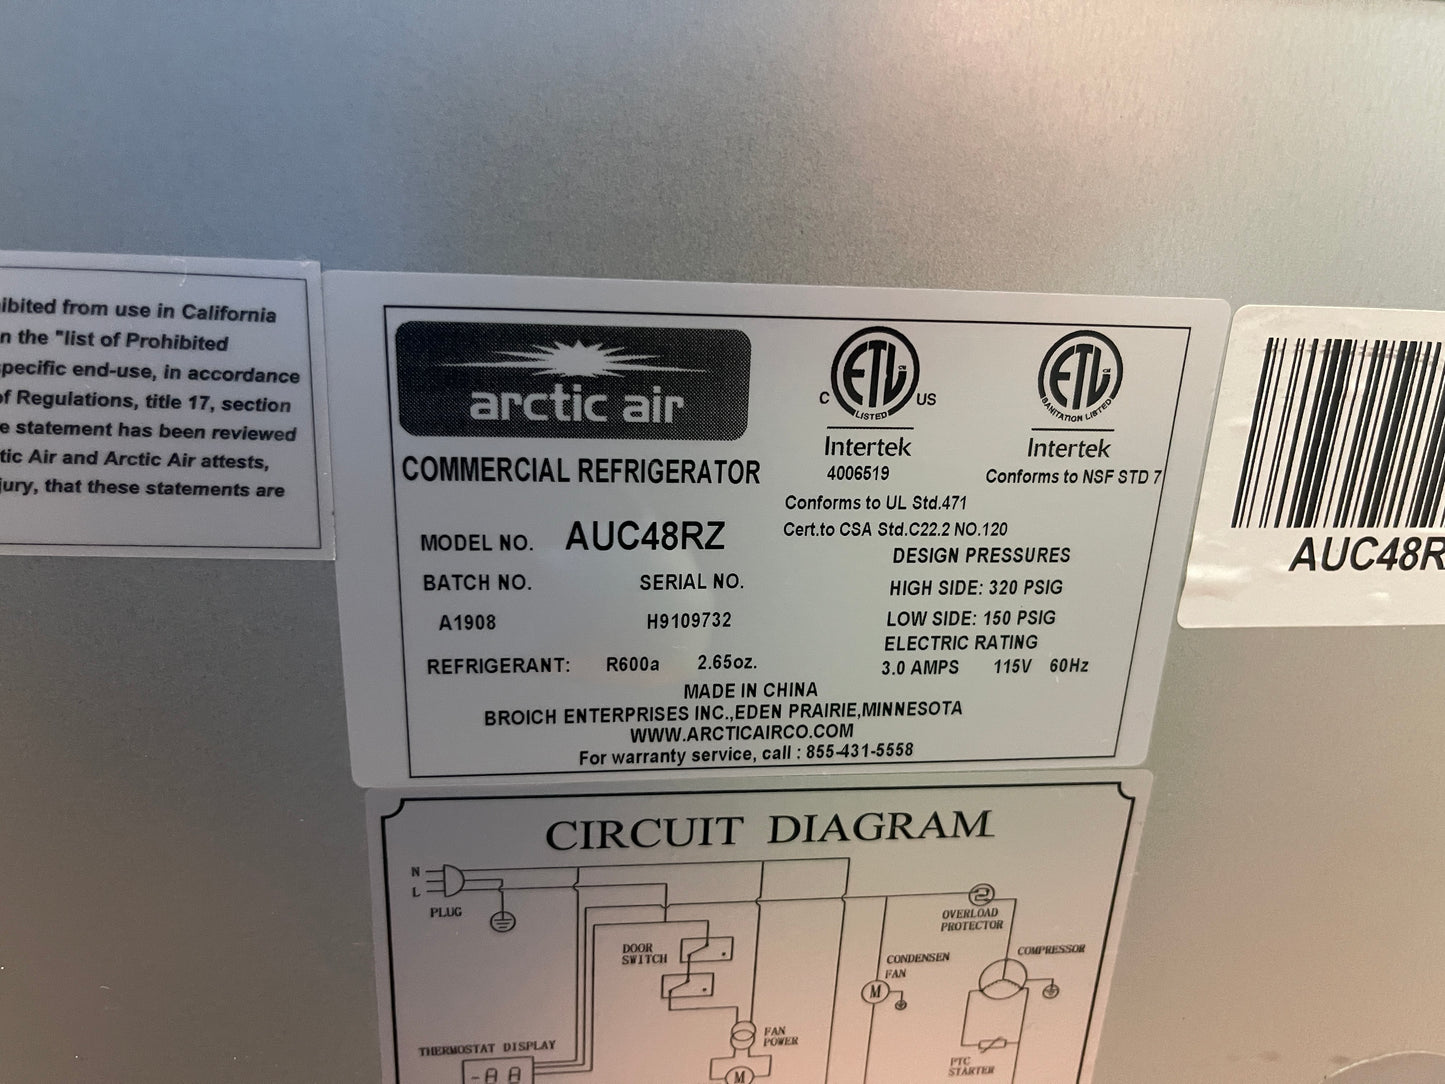 ibited from use in California
n the "list of Prohibited
specific end-use, in accordance
of Regulations, title 17, section
e statement has been reviewed
tic Air and Arctic Air attests,
jury, that these statements are
arctic air
COMMERCIAL REFRIGERATOR
MODEL NO. AUC48RZ
BATCH NO. SERIAL NO.
A1908 H9109732
REFRIGERANT: R600a 2.65oz.
ETL CM
C LISTED US
Intertek
4006519
ETL CM
SANITATION LISTED
Intertek
Conforms to NSF STD 7
Conforms to UL Std.471
Cert.to CSA Std.C22.2 NO.120
DESIGN PRESSURES
HIGH SIDE: 320 PSIG
LOW SIDE: 150 PSIG
ELECTRIC RATING
3.0 AMPS 115V 60Hz
MADE IN CHINA
BROICH ENTERPRISES INC.,EDEN PRAIRIE,MINNESOTA
WWW.ARCTICAIRCO.COM
For warranty service, call : 855-431-5558
AUC48R
CIRCUIT DIAGRAM
N
L
PLUG
DOOR
SWITCH
OVERLOAD
PROTECTOR
COMPRESSOR
CONDENSEN
FAN
M
FAN
POWER
M
PTC
STARTER
THERMOSTAT DISPLAY
-88